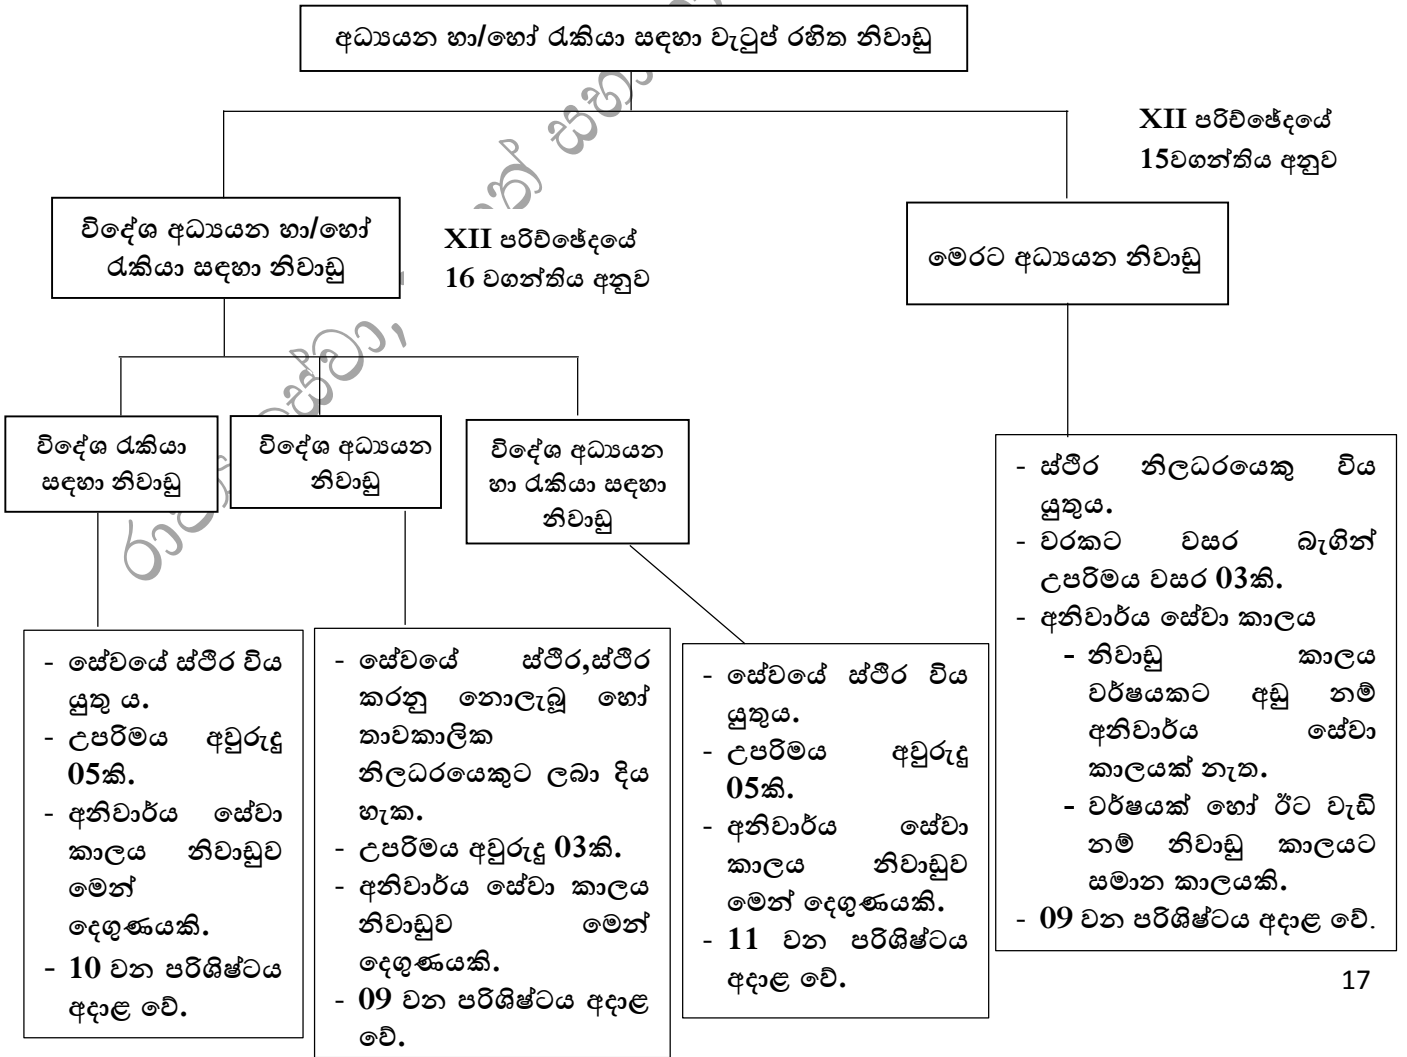 අධ්‍යයන හා/හෝ රැකියා සඳහා වැටුප් රහිත නිවාඩු
XII පරිච්ඡේදයේ
15වගන්තිය අනුව
විදේශ අධ්‍යයන හා/හෝ
රැකියා සඳහා නිවාඩු
XII පරිච්ඡේදයේ
16 වගන්තිය අනුව
මෙරට අධ්‍යයන නිවාඩු
විදේශ රැකියා
සඳහා නිවාඩු
විදේශ අධ්‍යයන
නිවාඩු
විදේශ අධ්‍යයන
හා රැකියා සඳහා
නිවාඩු
- සේවයේ ස්ථිර විය
යුතු ය.
- උපරිමය අවුරුදු
05කි.
- අනිවාර්ය සේවා
කාලය නිවාඩුව
මෙන්
දෙගුණයකි.
- 10 වන පරිශිෂ්ටය
අදාළ වේ.
- සේවයේ ස්ථිර,ස්ථිර
කරනු නොලැබූ හෝ
තාවකාලික
නිලධරයෙකුට ලබා දිය
හැක.
- උපරිමය අවුරුදු 03කි.
- අනිවාර්ය සේවා කාලය
නිවාඩුව මෙන්
දෙගුණයකි.
- 09 වන පරිශිෂ්ටය අදාළ
වේ.
- සේවයේ ස්ථිර විය
යුතුය.
- උපරිමය අවුරුදු
05කි.
- අනිවාර්ය සේවා
කාලය නිවාඩුව
මෙන් දෙගුණයකි.
- 11 වන පරිශිෂ්ටය
අදාළ වේ.
- ස්ථිර නිලධරයෙකු විය
යුතුය.
- වරකට වසර බැගින්
උපරිමය වසර 03කි.
- අනිවාර්ය සේවා කාලය
- නිවාඩු කාලය
වර්ෂයකට අඩු නම්
අනිවාර්ය සේවා
කාලයක් නැත.
- වර්ෂයක් හෝ ඊට වැඩි
නම් නිවාඩු කාලයට
සමාන කාලයකි.
- 09 වන පරිශිෂ්ටය අදාළ වේ.
17